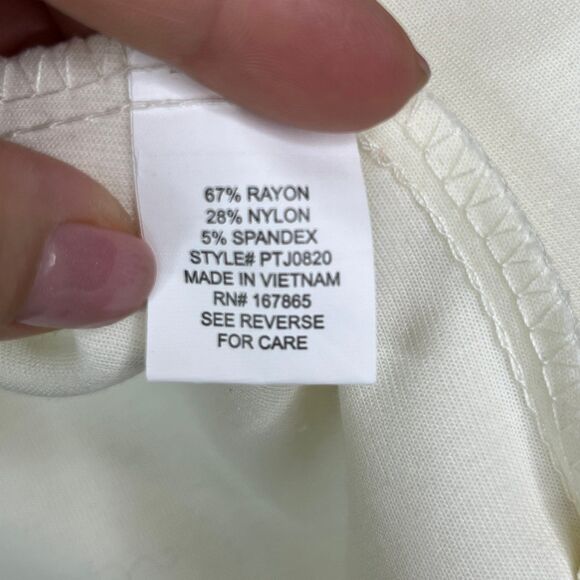 67% RAYON
28% NYLON
5% SPANDEX
STYLE# PTJ0820
MADE IN VIETNAM
RN# 167865
SEE REVERSE
FOR CARE